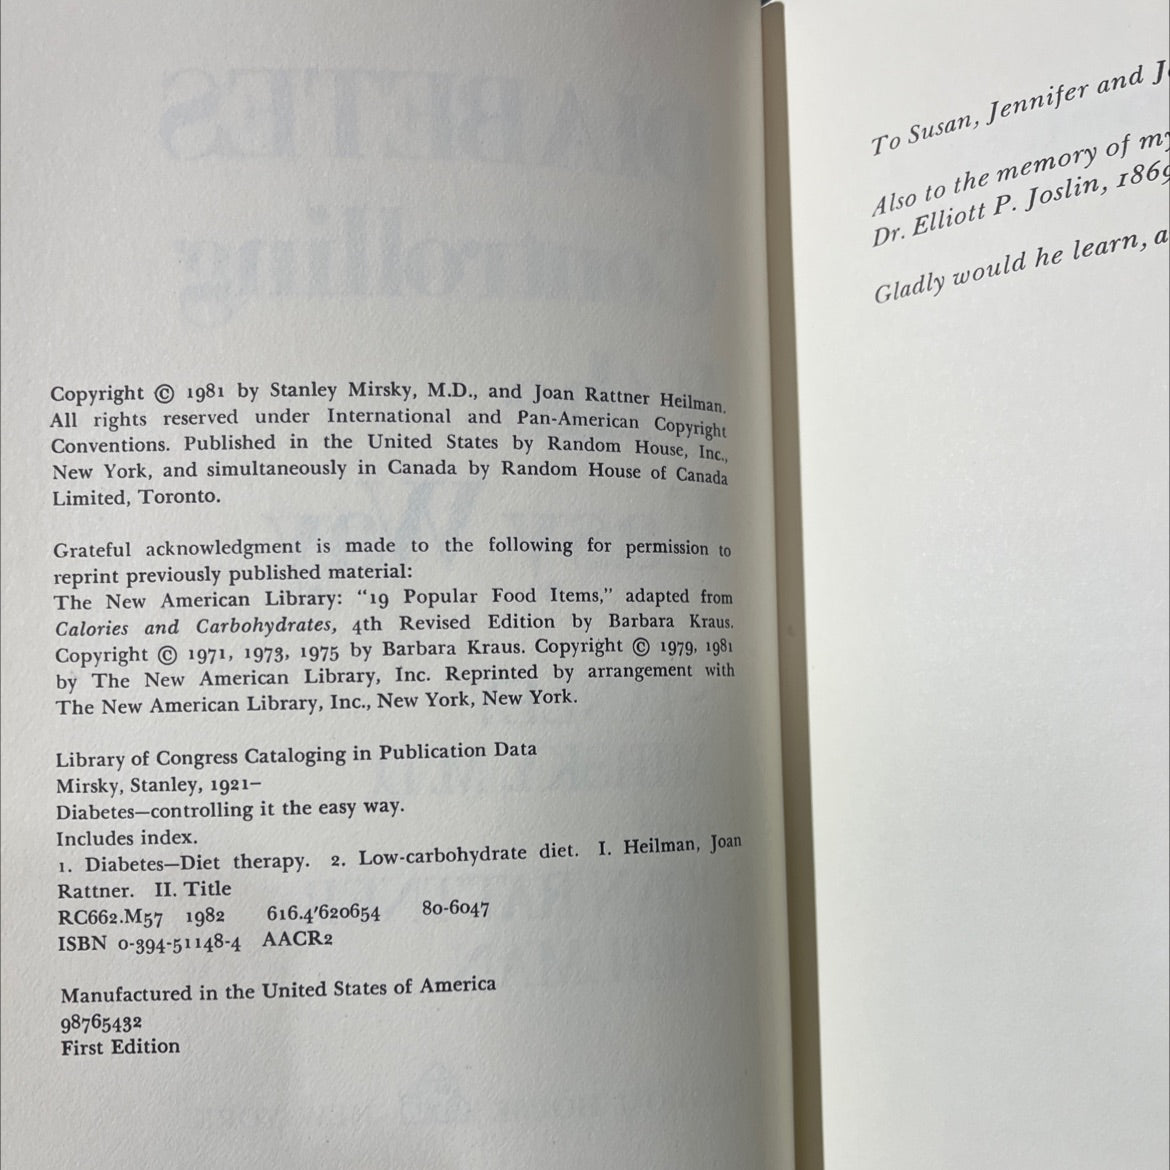 Copyright © 1981 by Stanley Mirsky, M.D., and Joan Rattner Heilman.
All rights reserved under International and Pan-American Copyright
Conventions. Published in the United States by Random House, Inc.,
New York, and simultaneously in Canada by Random House of Canada
Limited, Toronto.
Grateful acknowledgment is made to the following for permission to
reprint previously published material:
The New American Library: “19 Popular Food Items,” adapted from
Calories and Carbohydrates, 4th Revised Edition by Barbara Kraus.
Copyright © 1971, 1973, 1975 by Barbara Kraus. Copyright © 1979, 1981
by The New American Library, Inc. Reprinted by arrangement with
The New American Library, Inc., New York, New York.
Library of Congress Cataloging in Publication Data
Mirsky, Stanley, 1921–
Diabetes—controlling it the easy way.
Includes index.
1. Diabetes—Diet therapy. 2. Low-carbohydrate diet. I. Heilman, Joan
Rattner. II. Title
RC662.M57 1982 616.4'620654 80-6047
ISBN 0-394-51148-4 AACR2
Manufactured in the United States of America
98765432
First Edition
To Susan, Jennifer and
Also to the memory of my
Dr. Elliott P. Joslin, 1869
Gladly would he learn, a